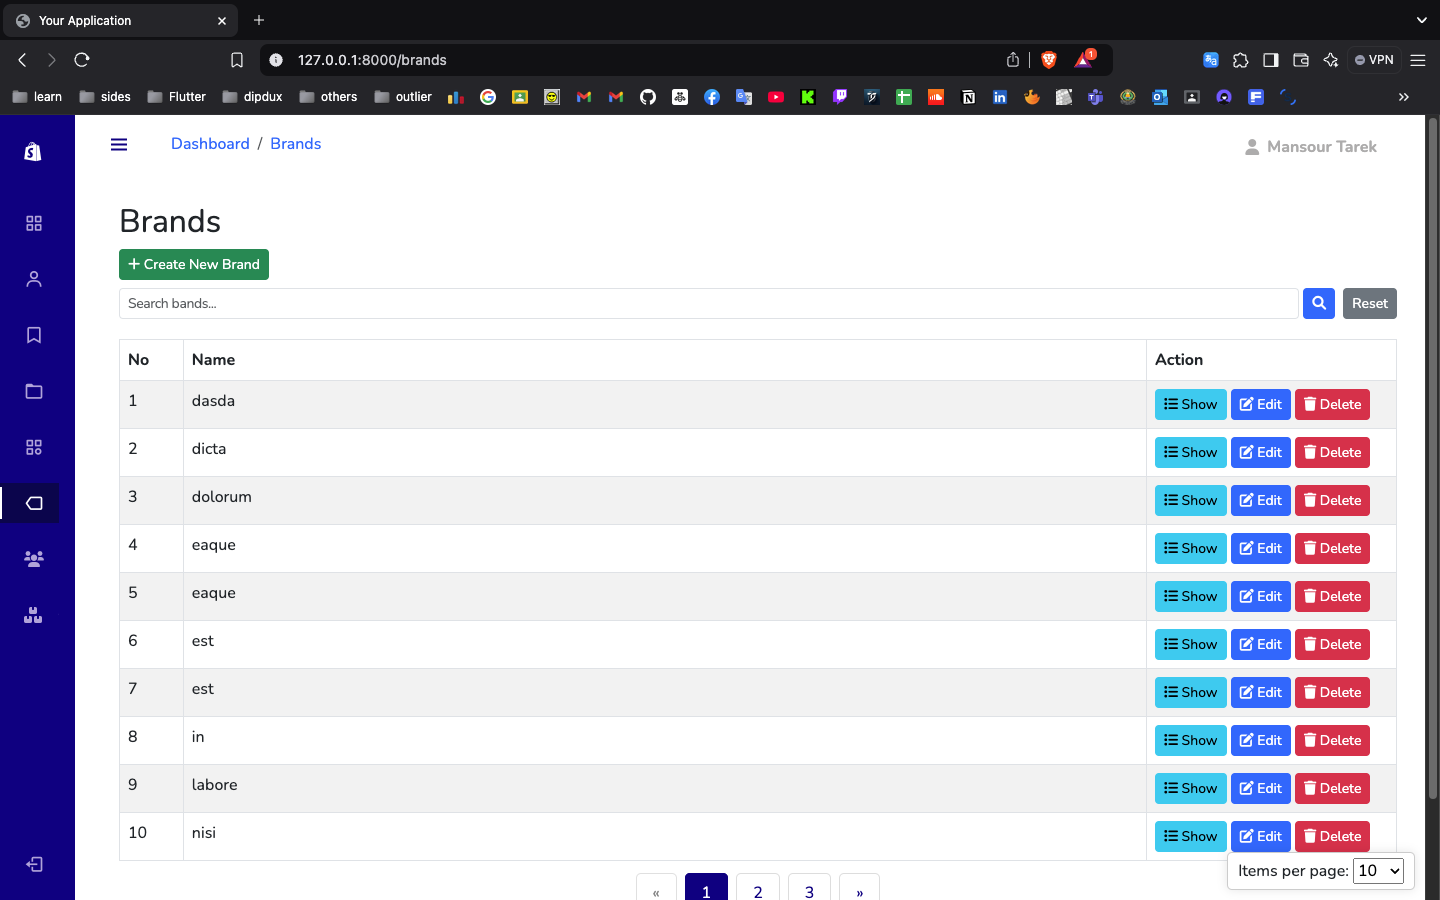 Your Application
127.0.0.1:8000/brands
1
VPN
learn sides Flutter dipdux others outlier
Dashboard / Brands
Mansour Tarek
Brands
+ Create New Brand
Search bands...
Reset
No Name Action
1 dasda Show Edit Delete
2 dicta Show Edit Delete
3 dolorum Show Edit Delete
4 eaque Show Edit Delete
5 eaque Show Edit Delete
6 est Show Edit Delete
7 est Show Edit Delete
8 in Show Edit Delete
9 labore Show Edit Delete
10 nisi Show Edit Delete
Items per page: 10
« 1 2 3 »